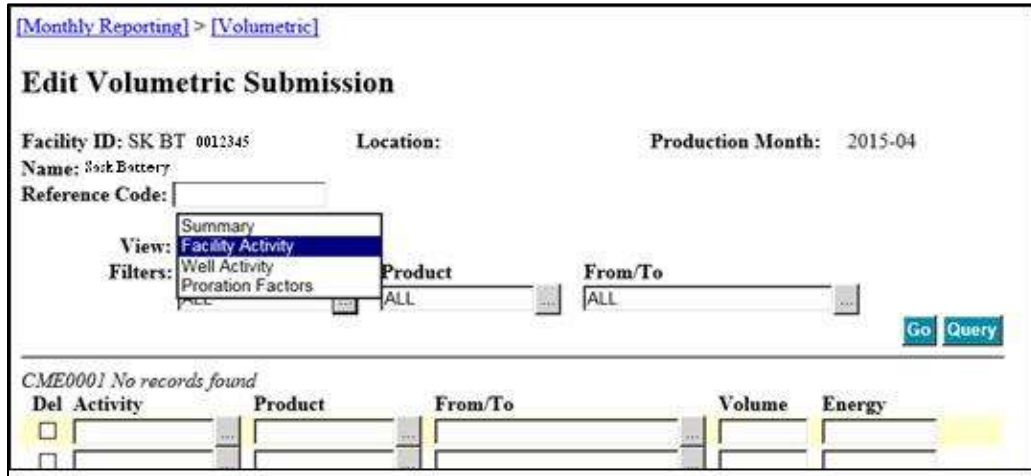 [Monthly Reporting] > [Volumetric]
Edit Volumetric Submission
Facility ID: SK BT 0012345 Location: Production Month: 2015-04
Name: Sask Battery
Reference Code:
Summary
View: Facility Activity
Filters: Well Activity Product From/To
Proration Factors
ALL ... ALL ... ALL ...
Go Query
CME0001 No records found
Del Activity Product From/To Volume Energy
... ... ...
... ... ...